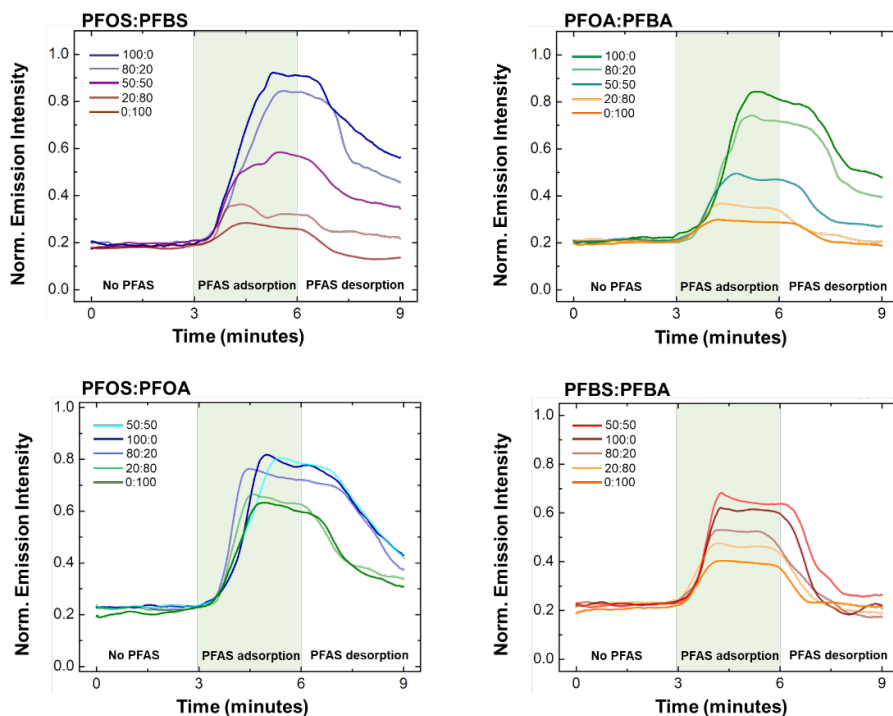 PFOS:PFBS
Norm. Emission Intensity
1.0
0.8
0.6
0.4
0.2
0.0
100:0
80:20
50:50
20:80
0:100
No PFAS
PFAS adsorption
PFAS desorption
0 3 6 9
Time (minutes)
PFOA:PFBA
Norm. Emission Intensity
1.0
0.8
0.6
0.4
0.2
0.0
100:0
80:20
50:50
20:80
0:100
No PFAS
PFAS adsorption
PFAS desorption
0 3 6 9
Time (minutes)
PFOS:PFOA
Norm. Emission Intensity
1.0
0.8
0.6
0.4
0.2
0.0
50:50
100:0
80:20
20:80
0:100
No PFAS
PFAS adsorption
PFAS desorption
0 3 6 9
Time (minutes)
PFBS:PFBA
Norm. Emission Intensity
1.0
0.8
0.6
0.4
0.2
0.0
50:50
100:0
80:20
20:80
0:100
No PFAS
PFAS adsorption
PFAS desorption
0 3 6 9
Time (minutes)